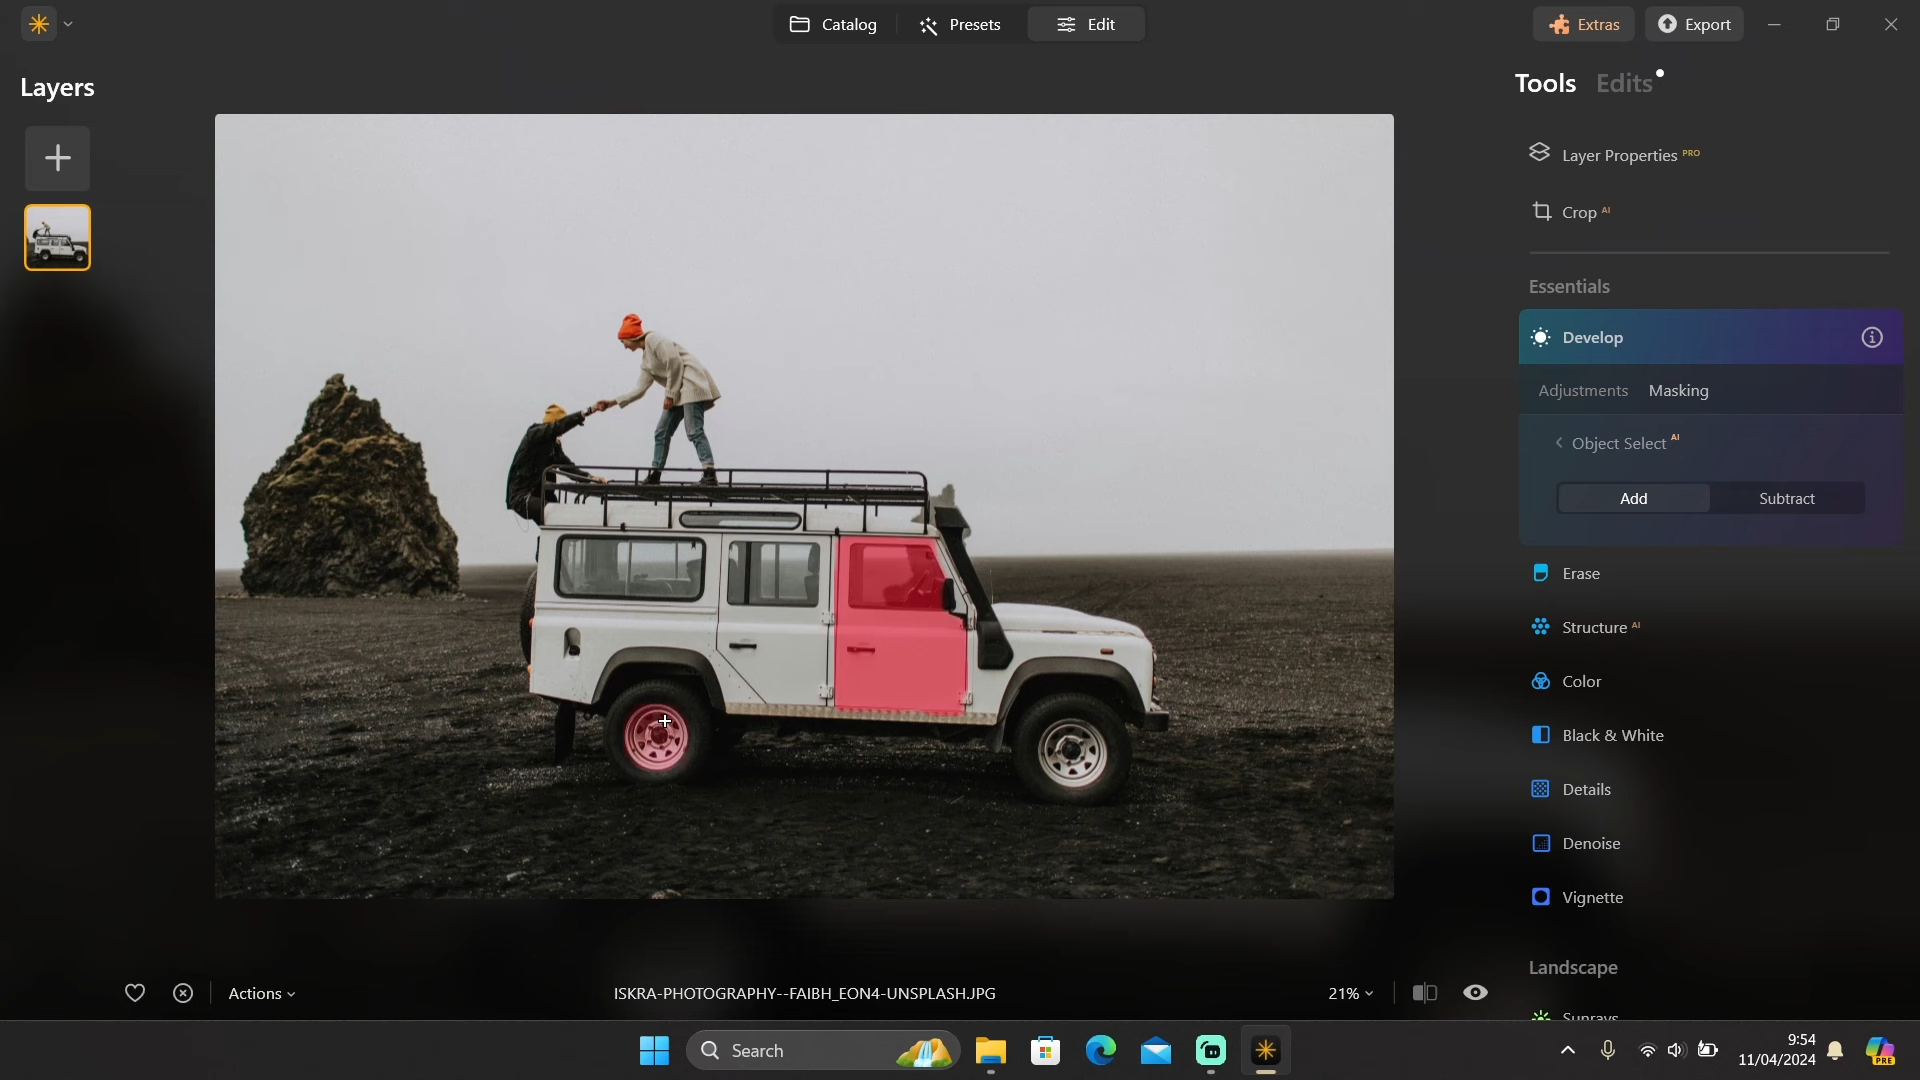 Catalog
Presets
Edit
Extras
Export
Layers
Tools
Edits
Layer Properties PRO
Crop AI
Essentials
Develop
Adjustments
Masking
Object Select AI
Add
Subtract
Erase
Structure AI
Color
Black & White
Details
Denoise
Vignette
Landscape
Sunrays
Actions
ISKRA-PHOTOGRAPHY--FAIBH_EON4-UNSPLASH.JPG
21%
Search
9:54
11/04/2024
PRE